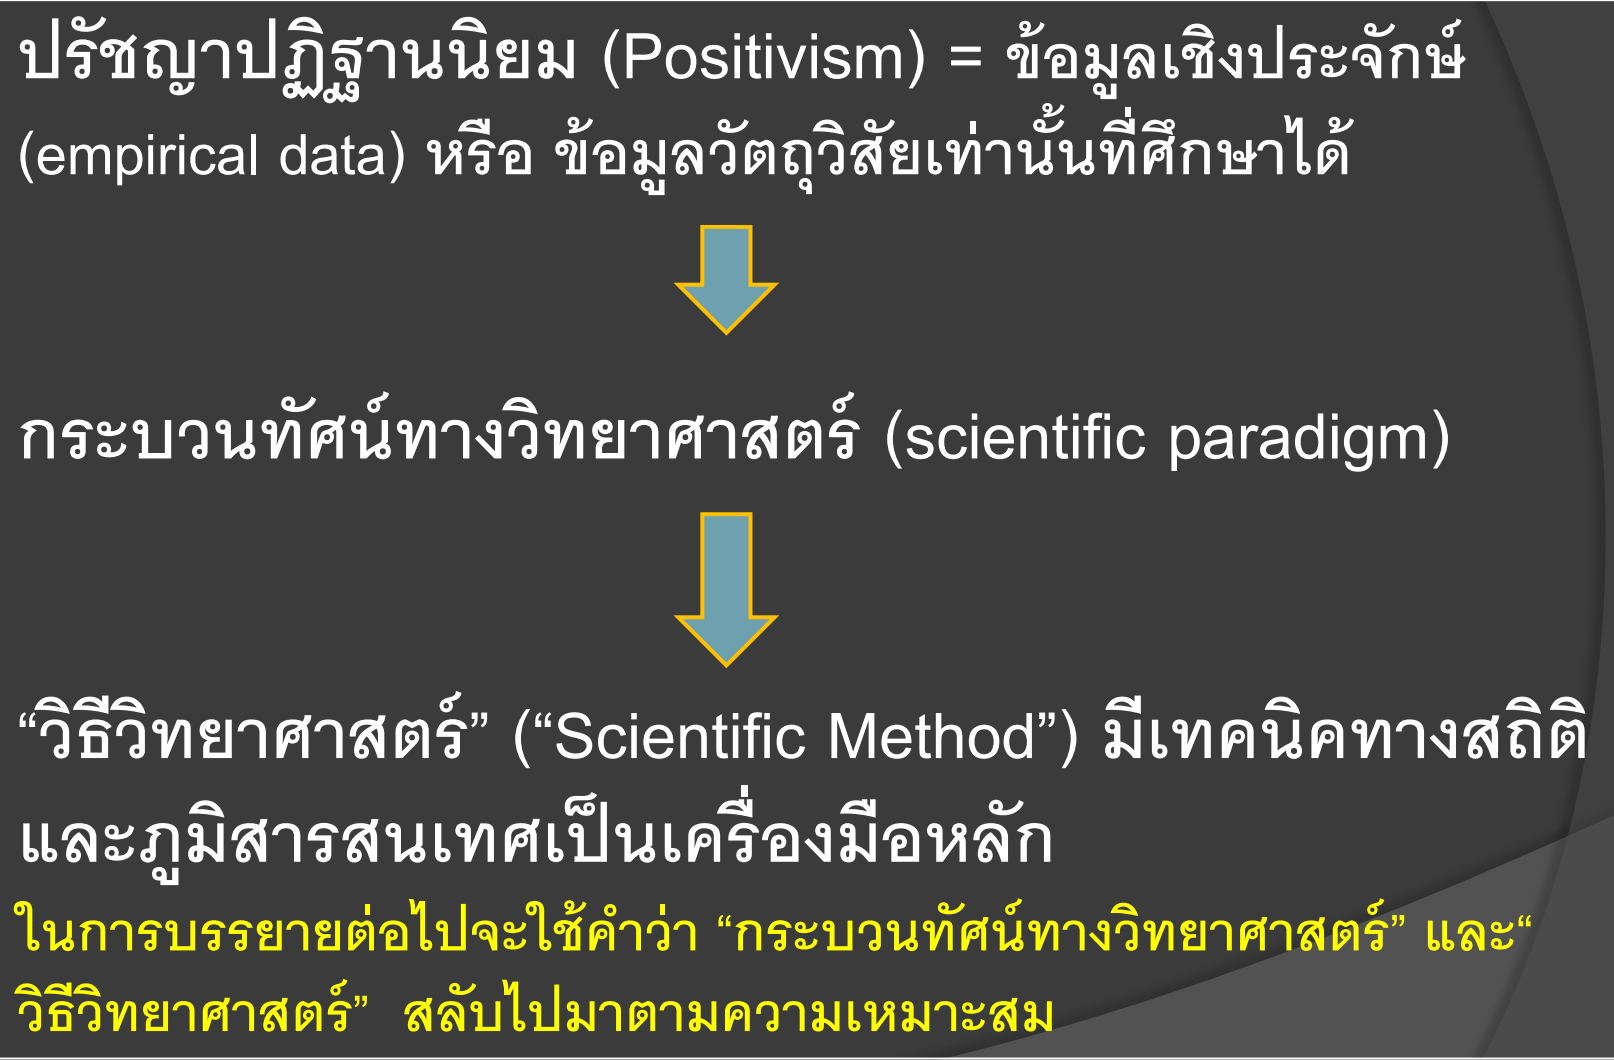 ปรัชญาปฏิฐานนิยม (Positivism) = ข้อมูลเชิงประจักษ์
(empirical data) หรือ ข้อมูลวัตถุวิสัยเท่านั้นที่ศึกษาได้
กระบวนทัศน์ทางวิทยาศาสตร์ (scientific paradigm)
“วิธีวิทยาศาสตร์” (“Scientific Method”) มีเทคนิคทางสถิติ
และภูมิสารสนเทศเป็นเครื่องมือหลัก
ในการบรรยายต่อไปจะใช้คำว่า “กระบวนทัศน์ทางวิทยาศาสตร์” และ“
วิธีวิทยาศาสตร์” สลับไปมาตามความเหมาะสม